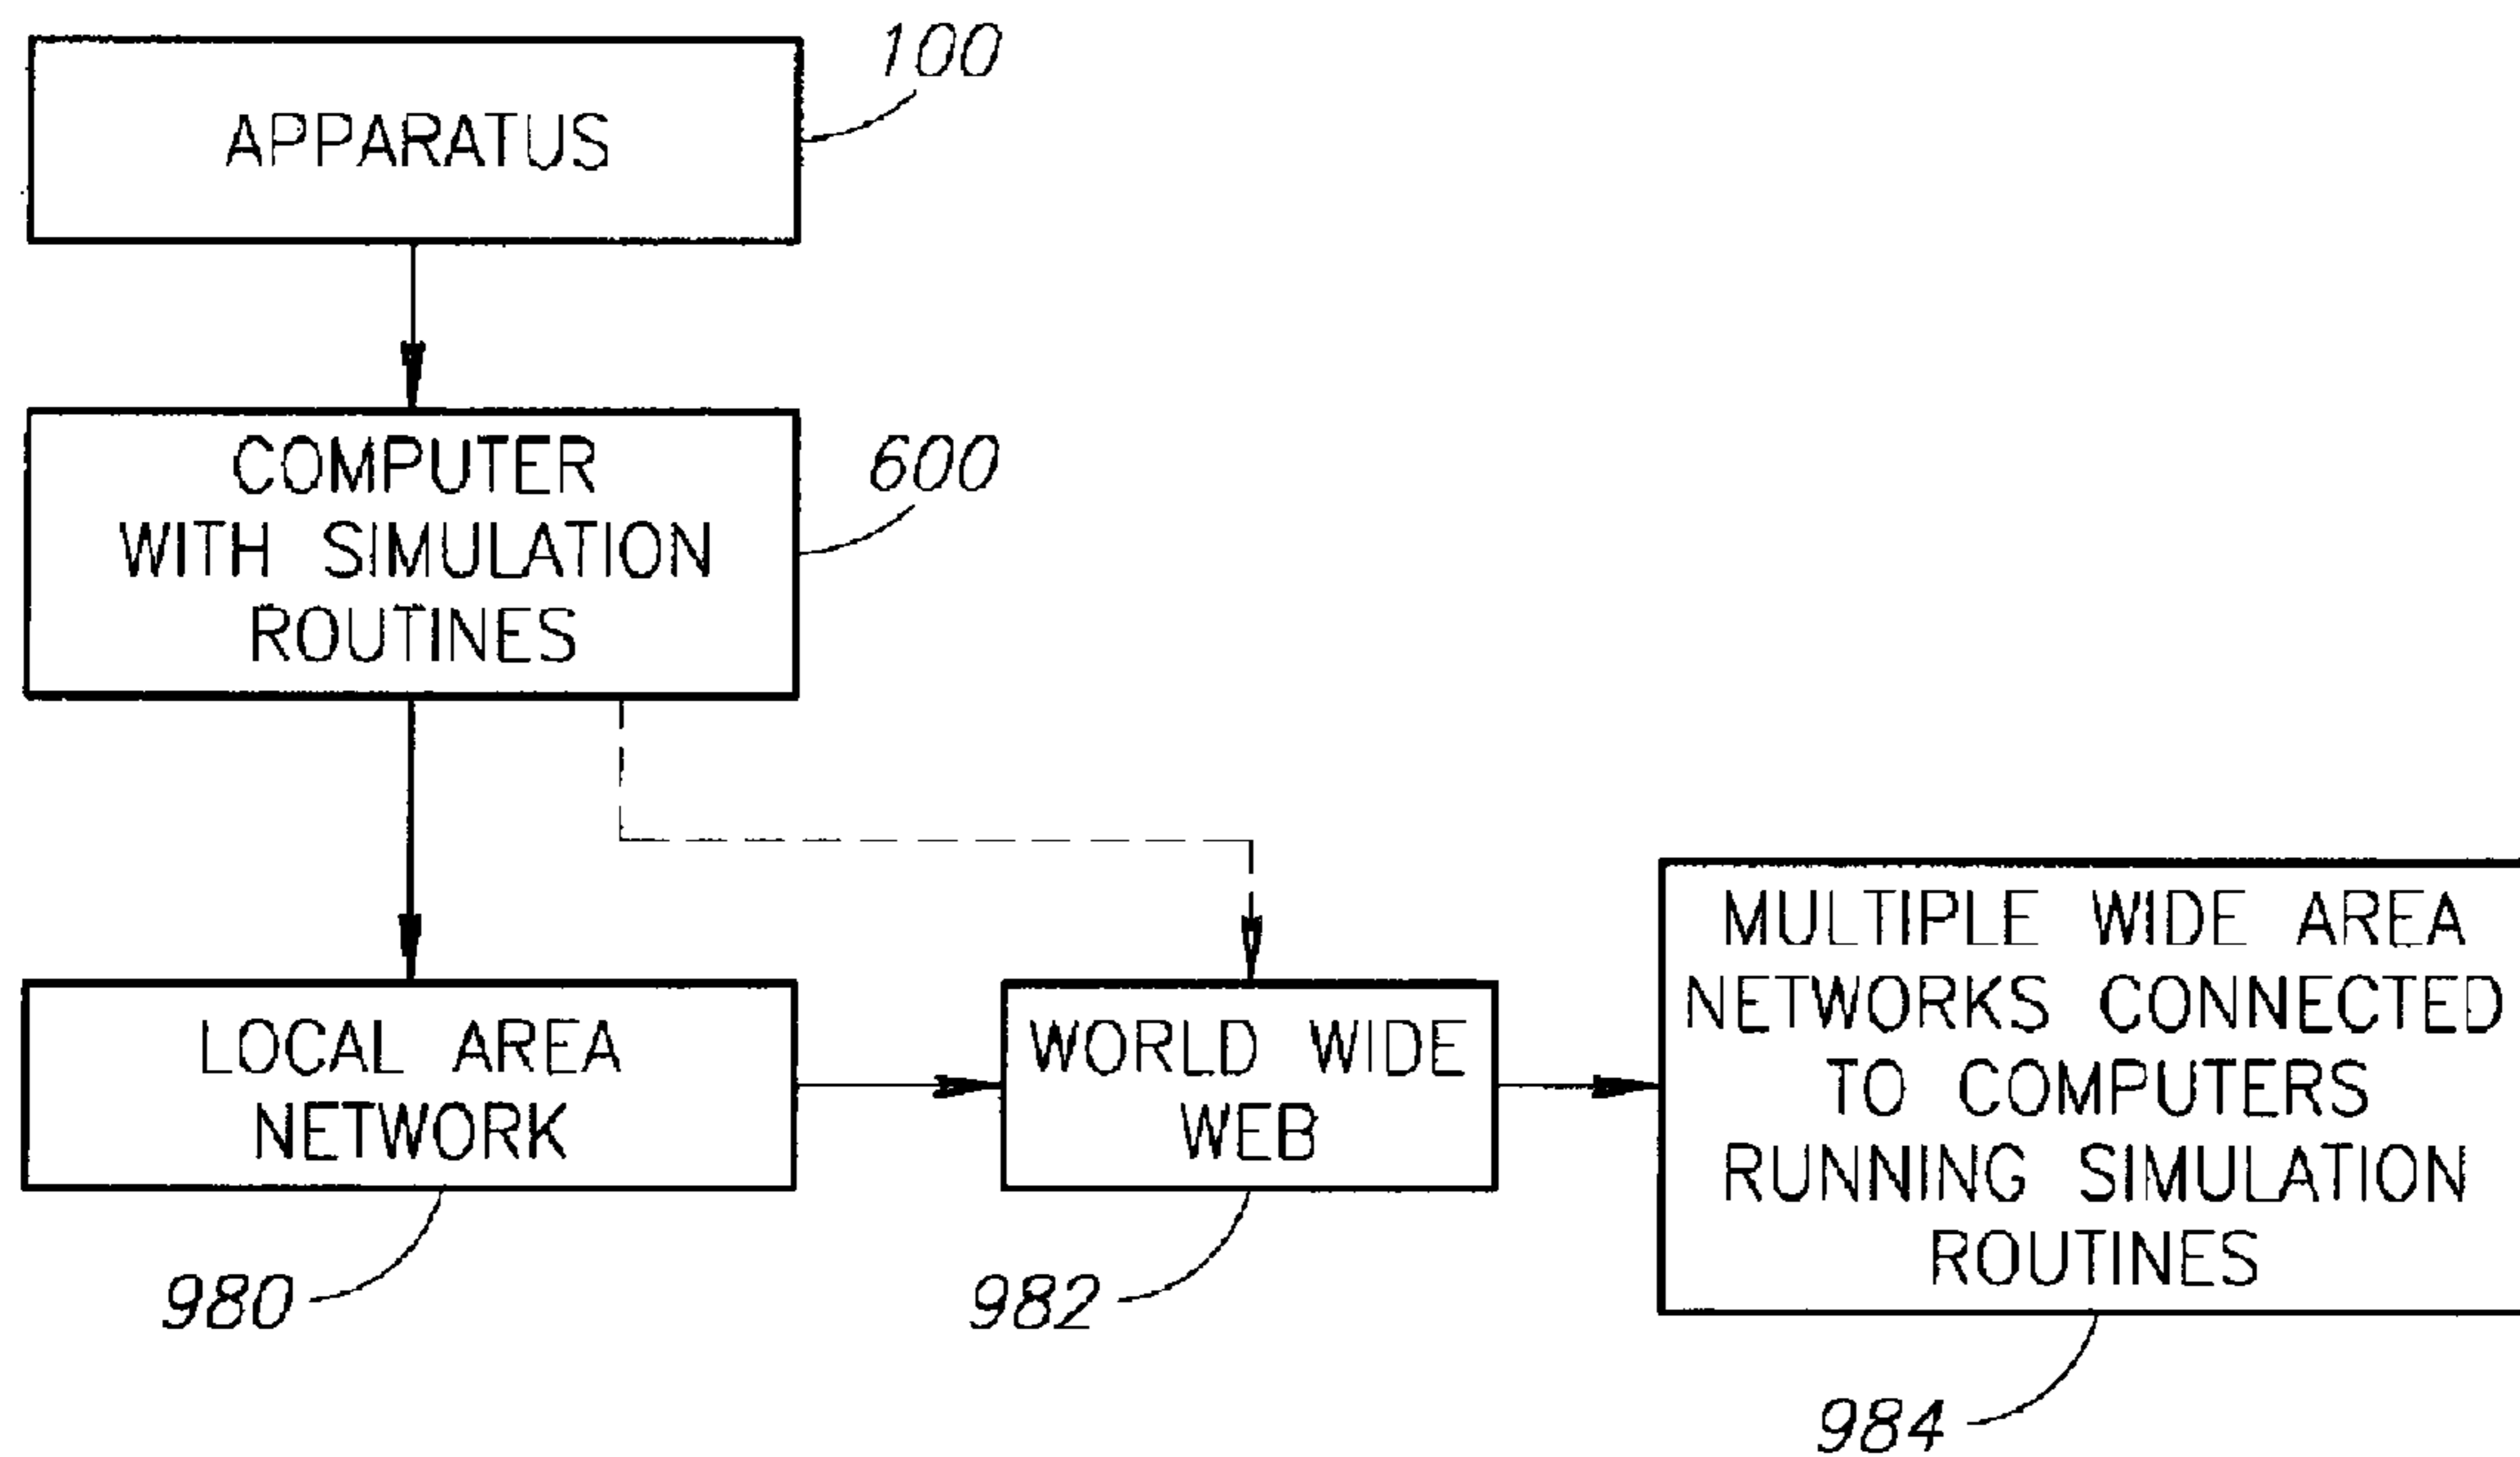 100
APPARATUS
COMPUTER
WITH SIMULATION
ROUTINES
600
LOCAL AREA
NETWORK
980
WORLD WIDE
WEB
982
MULTIPLE WIDE AREA
NETWORKS CONNECTED
TO COMPUTERS
RUNNING SIMULATION
ROUTINES
984